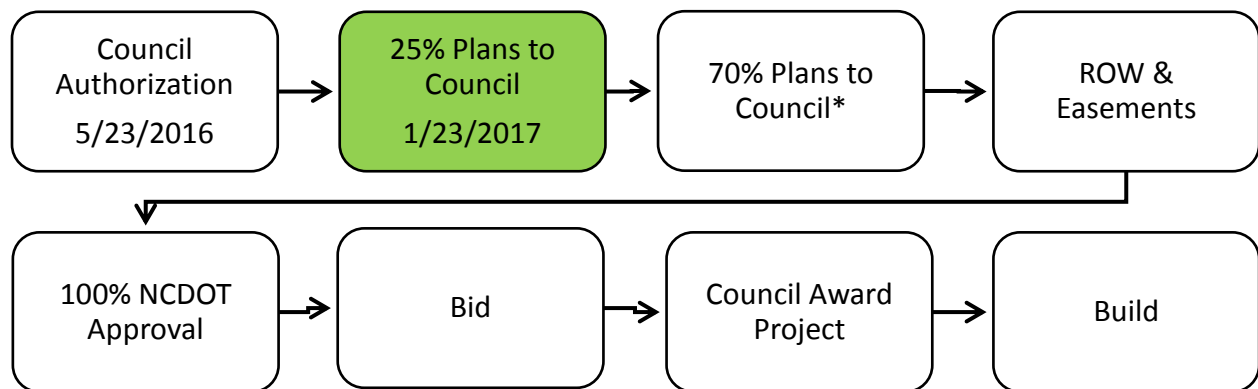 Council
Authorization
5/23/2016
25% Plans to
Council
1/23/2017
70% Plans to
Council*
ROW &
Easements
100% NCDOT
Approval
Bid
Council Award
Project
Build